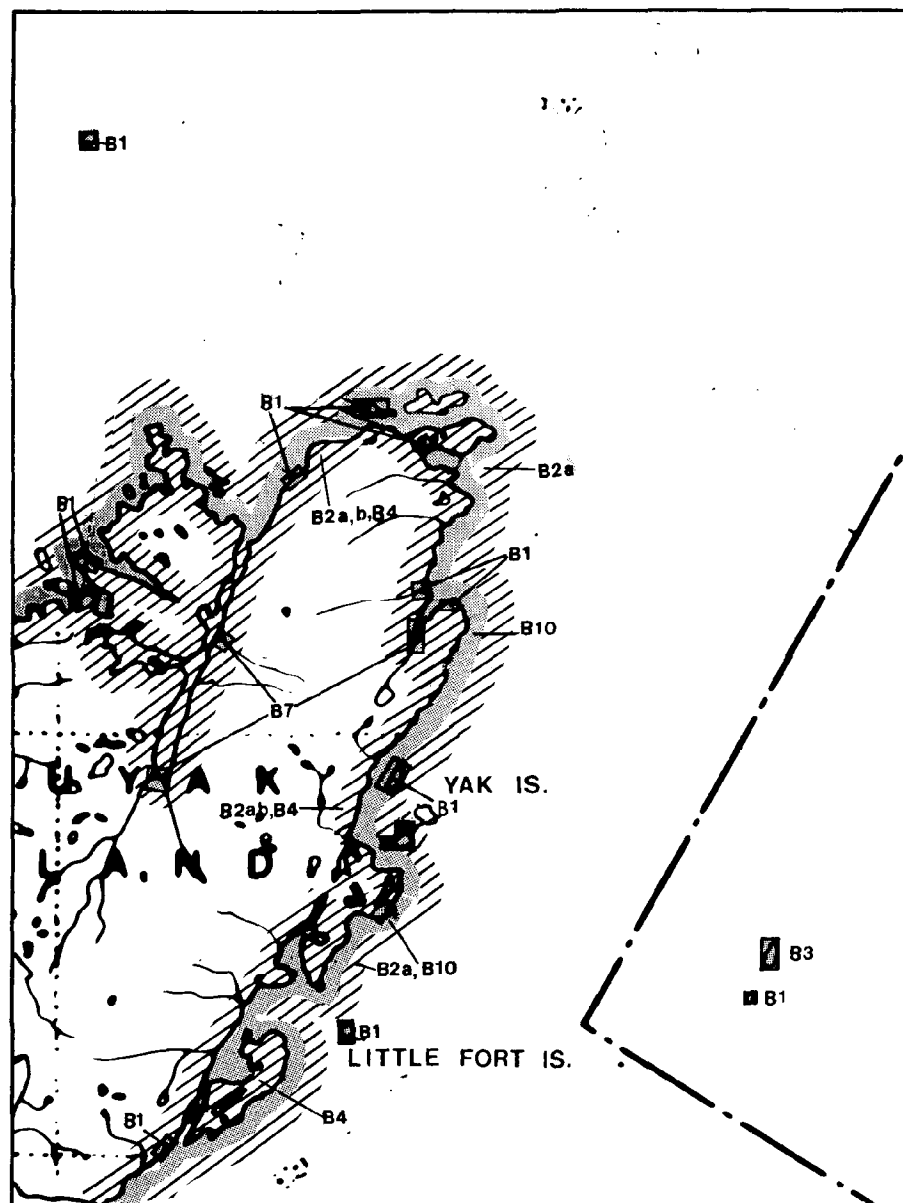 B1
B1
B2a
B1
B2a,b,B4
B1
B10
B7
U Y A K
YAK IS.
B2ab,B4
B1
L A N D
B2a, B10
B3
B1
B1
LITTLE FORT IS.
B4
B1